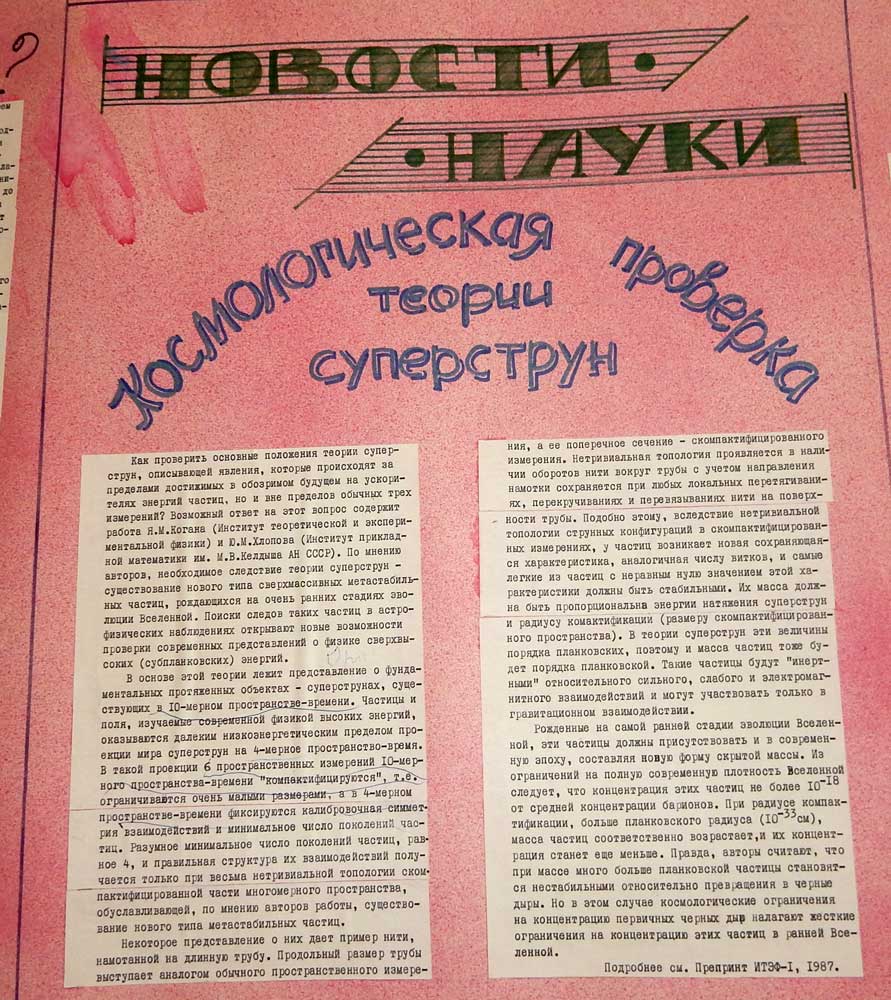 НОВОСТИ •
• НАУКИ
Космологическая проверка
теории
суперструн
Как проверить основные положения теории супер-
струн, описывающей явления, которые происходят за
пределами достижимых в обозримом будущем на ускори-
телях энергий частиц, но и вне пределов обычных трех
измерений? Возможный ответ на этот вопрос содержит
работа Я.М.Когана (Институт теоретической и экспери-
ментальной физики) и Ю.М.Хлопова (Институт приклад-
ной математики им. М.В.Келдыша АН СССР). По мнению
авторов, необходимое следствие теории суперструн -
существование нового типа сверхмассивных метастабиль-
ных частиц, рождающихся на очень ранних стадиях эво-
люции Вселенной. Поиски следов таких частиц в астро-
физических наблюдениях открывают новые возможности
проверки современных представлений о физике сверхвы-
соких (субпланковских) энергий.
В основе этой теории лежит представление о фунда-
ментальных протяженных объектах - суперструнах, суще-
ствующих в IO-мерном пространстве-времени. Частицы и
поля, изучаемые современной физикой высоких энергий,
оказываются далеким низкоэнергетическим пределом про-
екции мира суперструн на 4-мерное пространство-время.
В такой проекции 6 пространственных измерений IO-мер-
ного пространства-времени "компактифицируются", т.е.
ограничиваются очень малыми размерами, а в 4-мерном
пространстве-времени фиксируются калибровочная симмет-
рия взаимодействий и минимальное число поколений час-
тиц. Разумное минимальное число поколений частиц, рав-
ное 4, и правильная структура их взаимодействий полу-
чается только при весьма нетривиальной топологии ском-
пактифицированной части многомерного пространства,
обуславливающей, по мнению авторов работы, существо-
вание нового типа метастабильных частиц.
Некоторое представление о них дает пример нити,
намотанной на длинную трубу. Продольный размер трубы
выступает аналогом обычного пространственного измере-
ния, а ее поперечное сечение - скомпактифицированного
измерения. Нетривиальная топология проявляется в нали-
чии оборотов нити вокруг трубы с учетом направления
намотки сохраняется при любых локальных перетягивани-
ях, перекручиваниях и перевязываниях нити на поверх-
ности трубы. Подобно этому, вследствие нетривиальной
топологии струнных конфигураций в скомпактифицирован-
ных измерениях, у частиц возникает новая сохраняющая-
ся характеристика, аналогичная числу витков, и самые
легкие из частиц с неравным нулю значением этой ха-
рактеристики должны быть стабильными. Их масса долж-
на быть пропорциональна энергии натяжения суперструн
и радиусу комактификации (размеру скомпактифицирован-
ного пространства). В теории суперструн эти величины
порядка планковских, поэтому и масса частиц тоже бу-
дет порядка планковской. Такие частицы будут "инерт-
ными" относительно сильного, слабого и электромаг-
нитного взаимодействий и могут участвовать только в
гравитационном взаимодействии.
Рожденные на самой ранней стадии эволюции Вселен-
ной, эти частицы должны присутствовать и в современ-
ную эпоху, составляя новую форму скрытой массы. Из
ограничений на полную современную плотность Вселенной
следует, что концентрация этих частиц не более IO⁻¹⁸
от средней концентрации барионов. При радиусе компак-
тификации, больше планковского радиуса (IO⁻³³см),
масса частиц соответственно возрастает,и их концент-
рация станет еще меньше. Правда, авторы считают, что
при массе много больше планковской частицы становят-
ся нестабильными относительно превращения в черные
дыры. Но в этом случае космологические ограничения
на концентрацию первичных черных дыр налагают жесткие
ограничения на концентрацию этих частиц в ранней Все-
ленной.
Подробнее см. Препринт ИТЭФ-I, 1987.